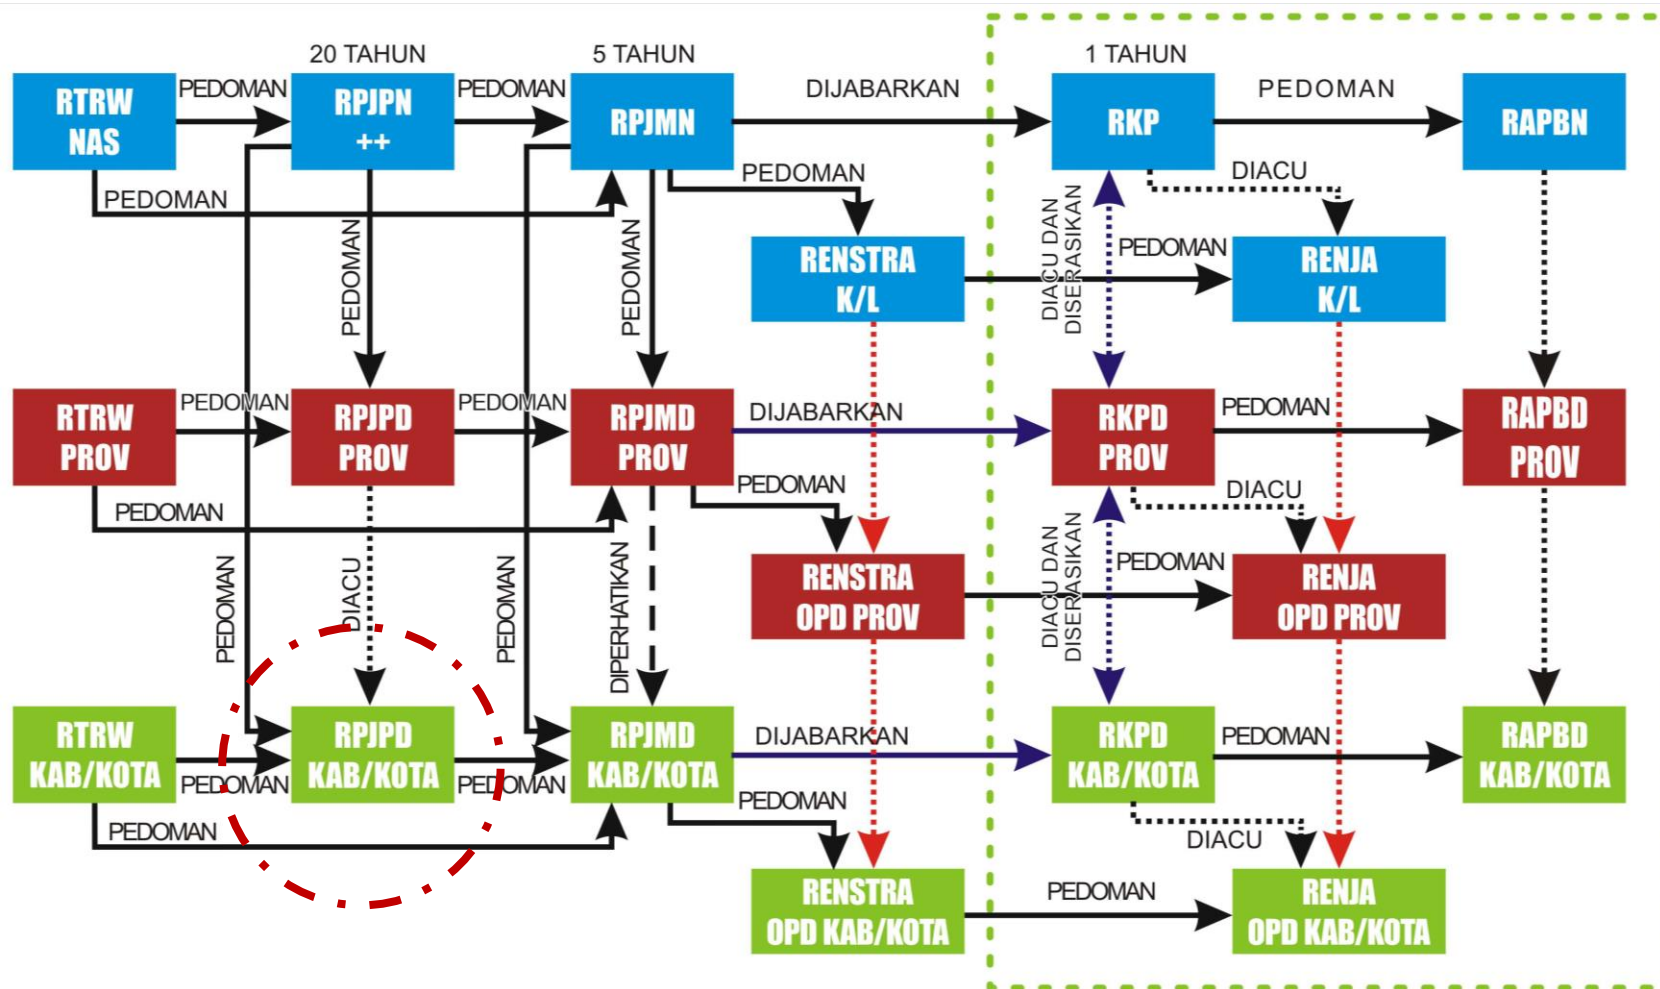 20 TAHUN
5 TAHUN
1 TAHUN
RTRW
NAS
PEDOMAN
RPJPN
++
PEDOMAN
RPJMN
DIJABARKAN
RKP
PEDOMAN
RAPBN
PEDOMAN
PEDOMAN
DIACU
PEDOMAN
PEDOMAN
RENSTRA
K/L
DIACU DAN
DISERASIKAN
PEDOMAN
RENJA
K/L
RTRW
PROV
PEDOMAN
RPJPD
PROV
PEDOMAN
RPJMD
PROV
DIJABARKAN
RKPD
PROV
PEDOMAN
RAPBD
PROV
PEDOMAN
PEDOMAN
DIACU
PEDOMAN
DIACU
PEDOMAN
DIPERHATIKAN
RENSTRA
OPD PROV
DIACU DAN
DISERASIKAN
PEDOMAN
RENJA
OPD PROV
RTRW
KAB/KOTA
PEDOMAN
RPJPD
KAB/KOTA
PEDOMAN
RPJMD
KAB/KOTA
DIJABARKAN
RKPD
KAB/KOTA
PEDOMAN
RAPBD
KAB/KOTA
PEDOMAN
PEDOMAN
DIACU
RENSTRA
OPD KAB/KOTA
PEDOMAN
RENJA
OPD KAB/KOTA